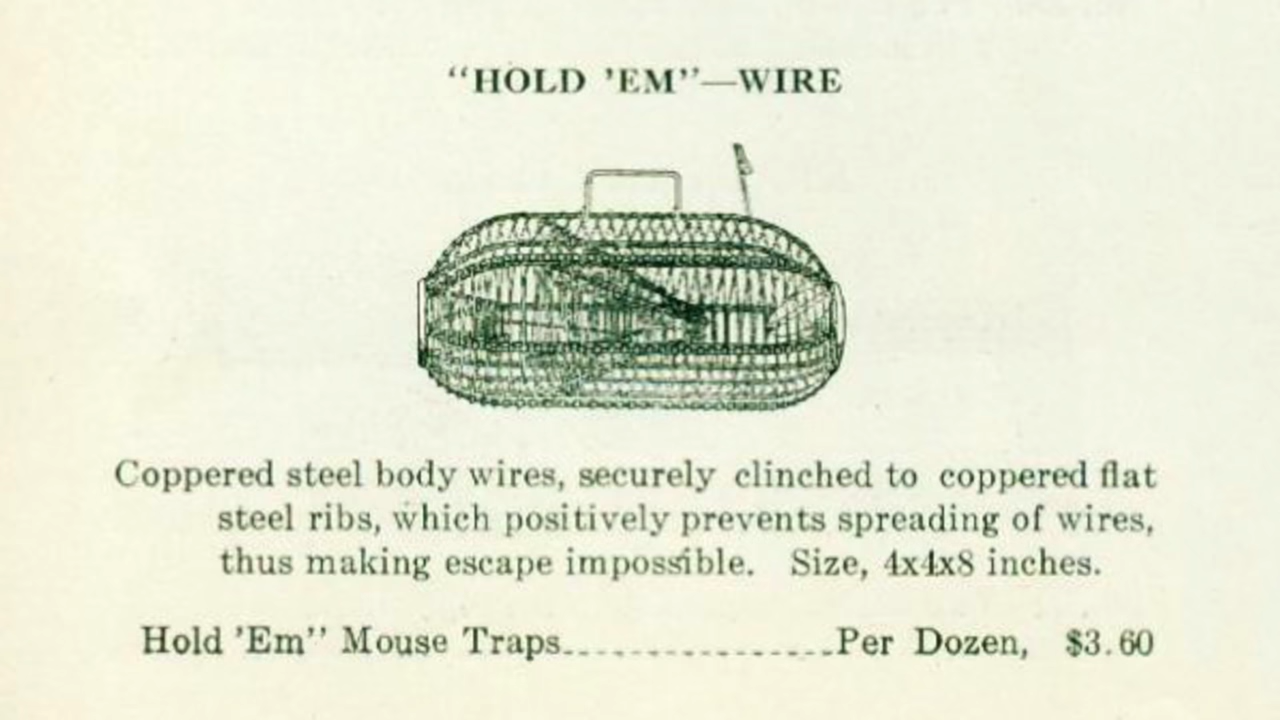 "HOLD 'EM"—WIRE
Coppered steel body wires, securely clinched to coppered flat
steel ribs, which positively prevents spreading of wires,
thus making escape impossible. Size, 4x4x8 inches.
Hold 'Em" Mouse Traps................Per Dozen, $3.60